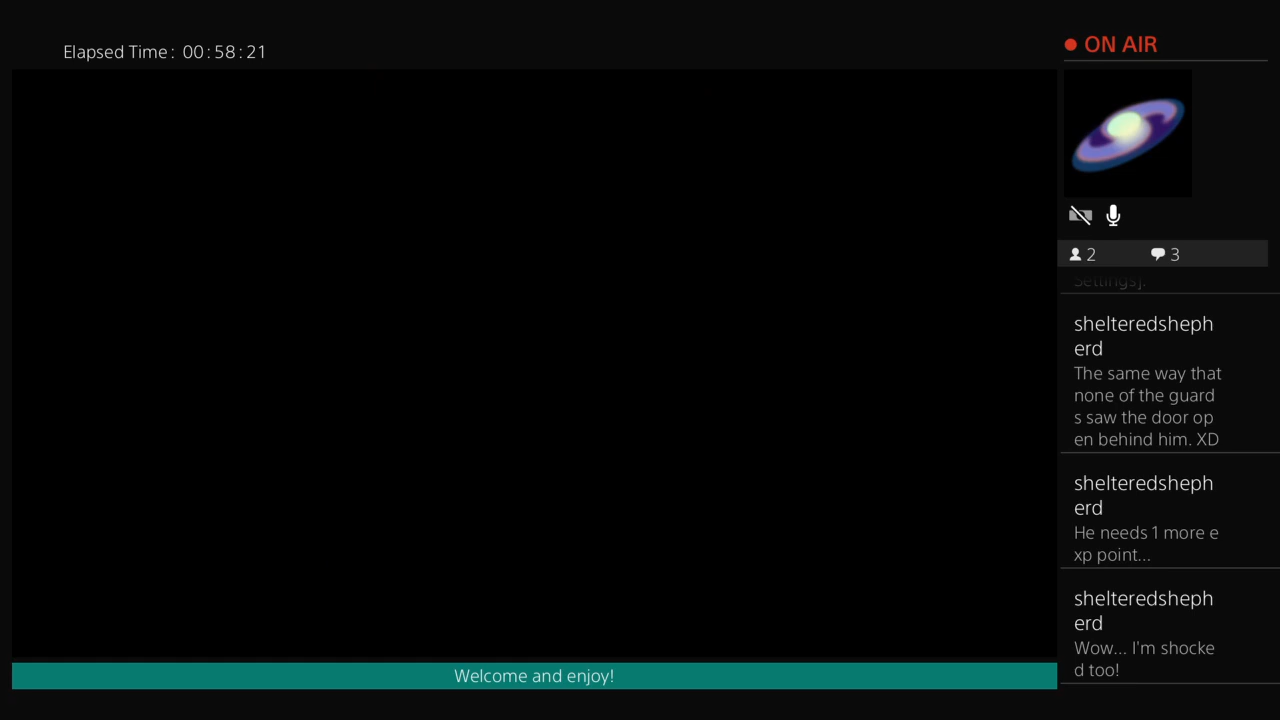 Elapsed Time: 00:58:21
ON AIR
2 3
Settings].
shelteredsheph
erd
The same way that
none of the guard
s saw the door op
en behind him. XD
shelteredsheph
erd
He needs 1 more e
xp point...
shelteredsheph
erd
Wow... I'm shocke
d too!
Welcome and enjoy!